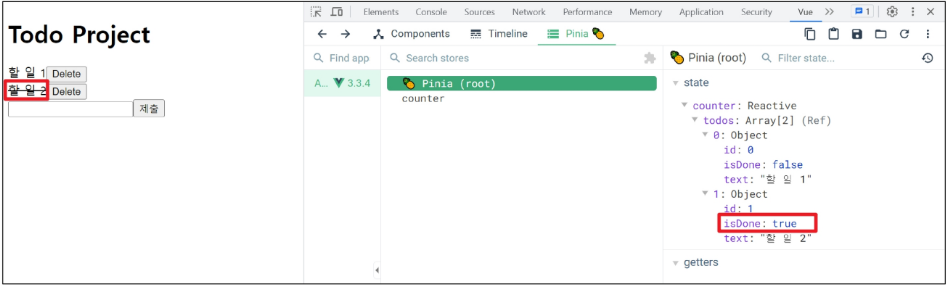 Todo Project
할 일 1 Delete
할 일 2 Delete
제출
Elements Console Sources Network Performance Memory Application Security Vue 1
Components Timeline Pinia 🍍
Find app
Search stores
A... 3.3.4
🍍 Pinia (root)
counter
🍍 Pinia (root) Filter state...
state
counter: Reactive
todos: Array[2] (Ref)
0: Object
id: 0
isDone: false
text: "할 일 1"
1: Object
id: 1
isDone: true
text: "할 일 2"
getters